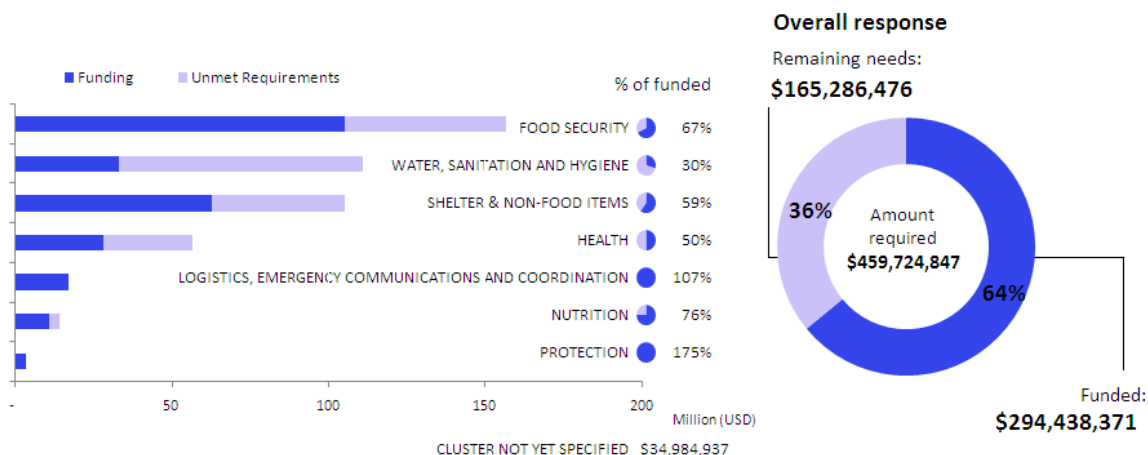 Overall response
Remaining needs:
$165,286,476
Funding Unmet Requirements
% of funded
FOOD SECURITY 67%
WATER, SANITATION AND HYGIENE 30%
SHELTER & NON-FOOD ITEMS 59%
HEALTH 50%
LOGISTICS, EMERGENCY COMMUNICATIONS AND COORDINATION 107%
NUTRITION 76%
PROTECTION 175%
- 50 100 150 200
Million (USD)
CLUSTER NOT YET SPECIFIED $34,984,937
36%
Amount
required
$459,724,847
64%
Funded:
$294,438,371